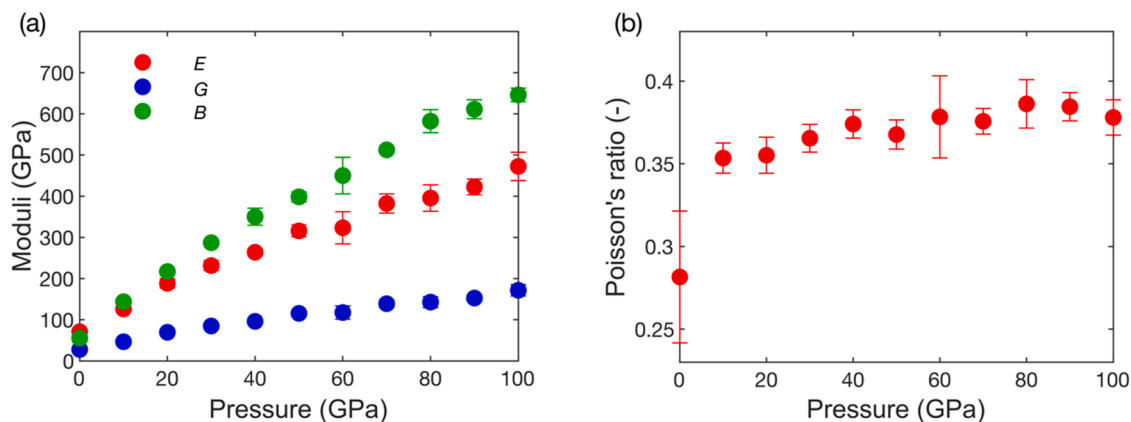 (a)
Moduli (GPa)
700
600
500
400
300
200
100
0
E
G
B
0 20 40 60 80 100
Pressure (GPa)
(b)
Poisson's ratio (-)
0.4
0.35
0.3
0.25
0 20 40 60 80 100
Pressure (GPa)